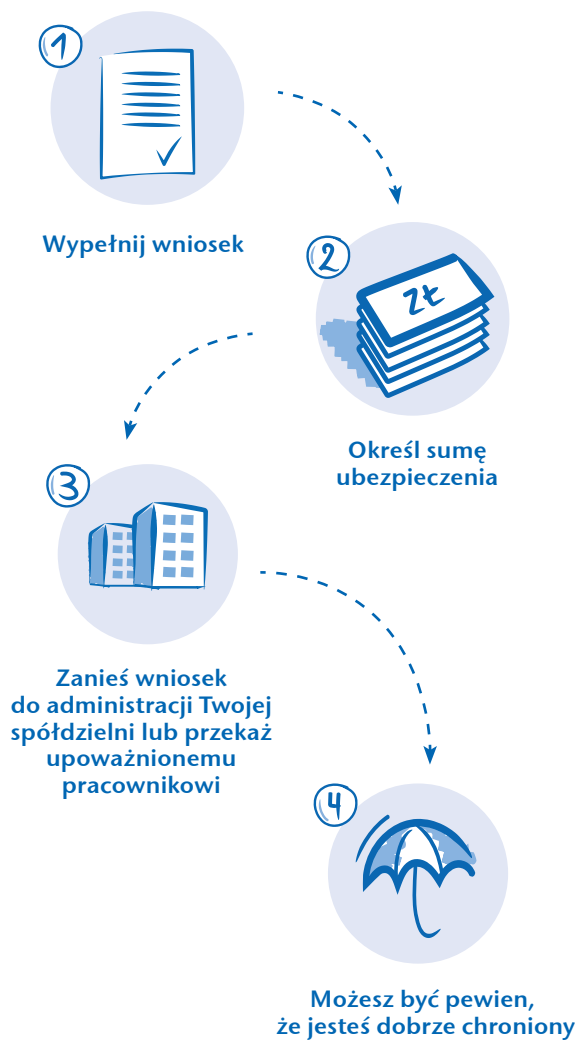 1
Wypełnij wniosek
2
ZŁ
Określ sumę
ubezpieczenia
3
Zanieś wniosek
do administracji Twojej
spółdzielni lub przekaż
upoważnionemu
pracownikowi
4
Możesz być pewien,
że jesteś dobrze chroniony